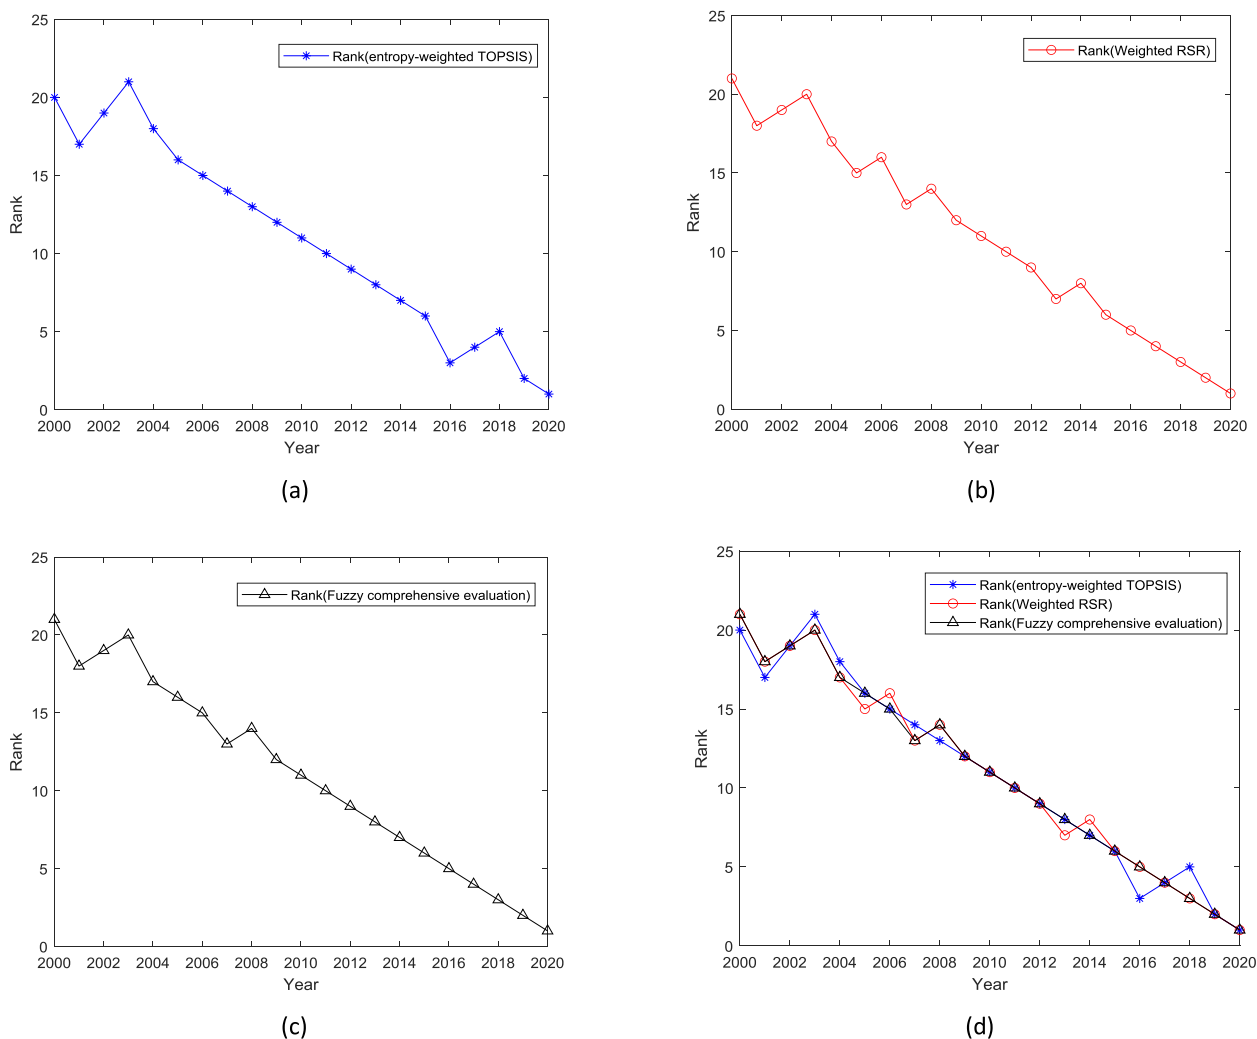 25
20
15
10
5
0
Rank
Rank(entropy-weighted TOPSIS)
2000 2002 2004 2006 2008 2010 2012 2014 2016 2018 2020
Year
(a)
25
20
15
10
5
0
Rank
Rank(Weighted RSR)
2000 2002 2004 2006 2008 2010 2012 2014 2016 2018 2020
Year
(b)
25
20
15
10
5
0
Rank
Rank(Fuzzy comprehensive evaluation)
2000 2002 2004 2006 2008 2010 2012 2014 2016 2018 2020
Year
(c)
25
20
15
10
5
0
Rank
Rank(entropy-weighted TOPSIS)
Rank(Weighted RSR)
Rank(Fuzzy comprehensive evaluation)
2000 2002 2004 2006 2008 2010 2012 2014 2016 2018 2020
Year
(d)